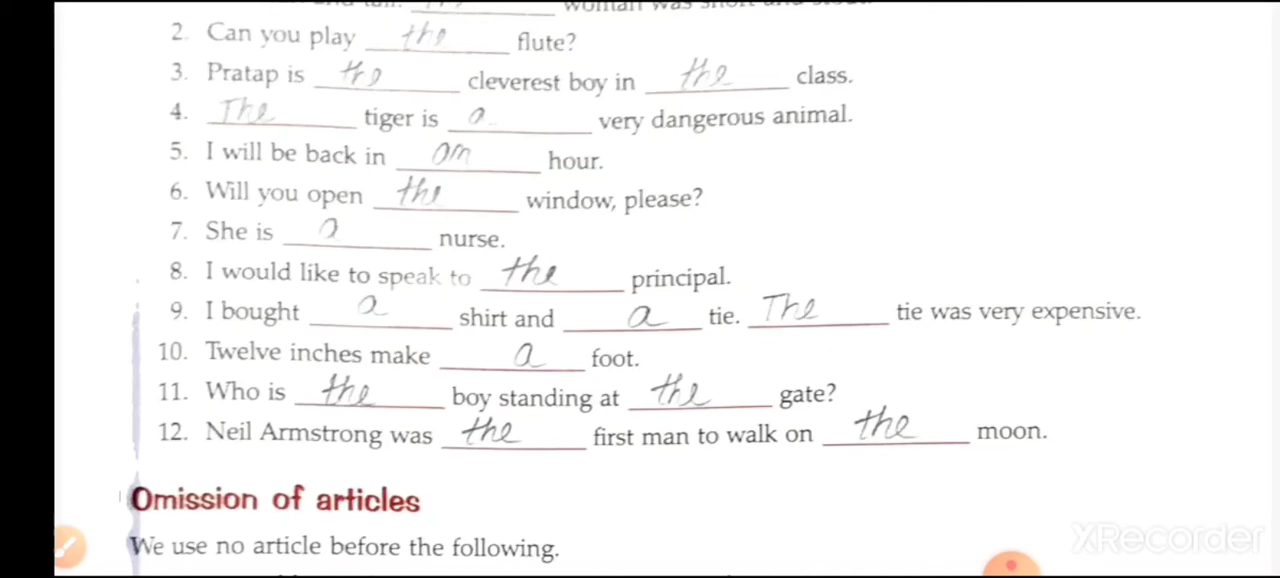 woman was short and stout.
2. Can you play the flute?
3. Pratap is the cleverest boy in the class.
4. The tiger is a very dangerous animal.
5. I will be back in an hour.
6. Will you open the window, please?
7. She is a nurse.
8. I would like to speak to the principal.
9. I bought a shirt and a tie. The tie was very expensive.
10. Twelve inches make a foot.
11. Who is the boy standing at the gate?
12. Neil Armstrong was the first man to walk on the moon.
Omission of articles
We use no article before the following.
XRecorder